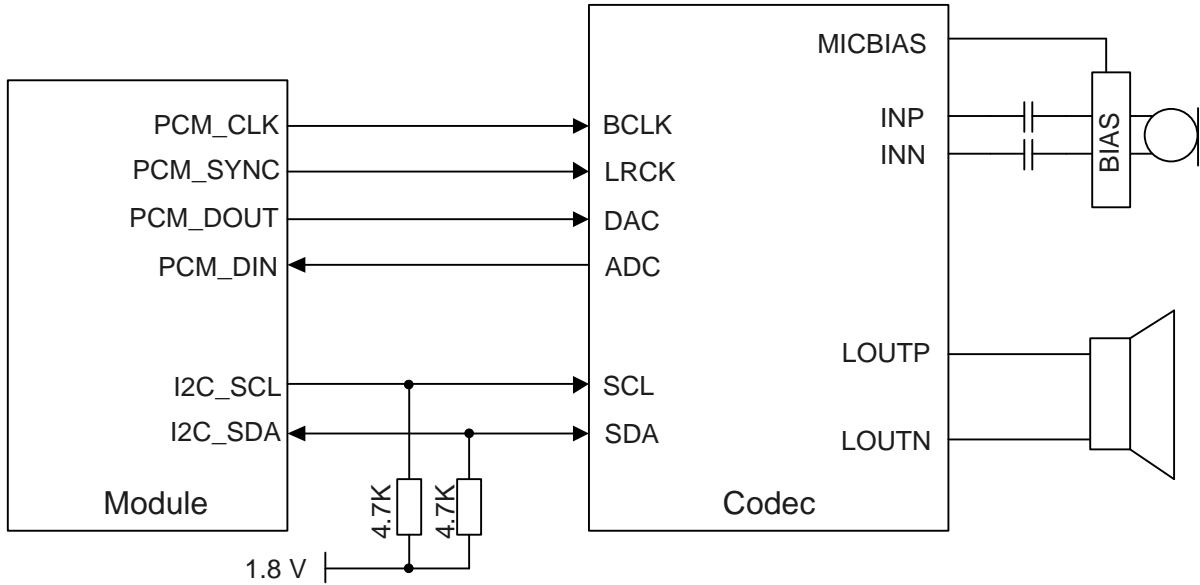 MICBIAS
PCM_CLK
BCLK
INP
BIAS
PCM_SYNC
LRCK
INN
PCM_DOUT
DAC
PCM_DIN
ADC
LOUTP
I2C_SCL
SCL
I2C_SDA
SDA
LOUTN
Module
4.7K
4.7K
Codec
1.8 V